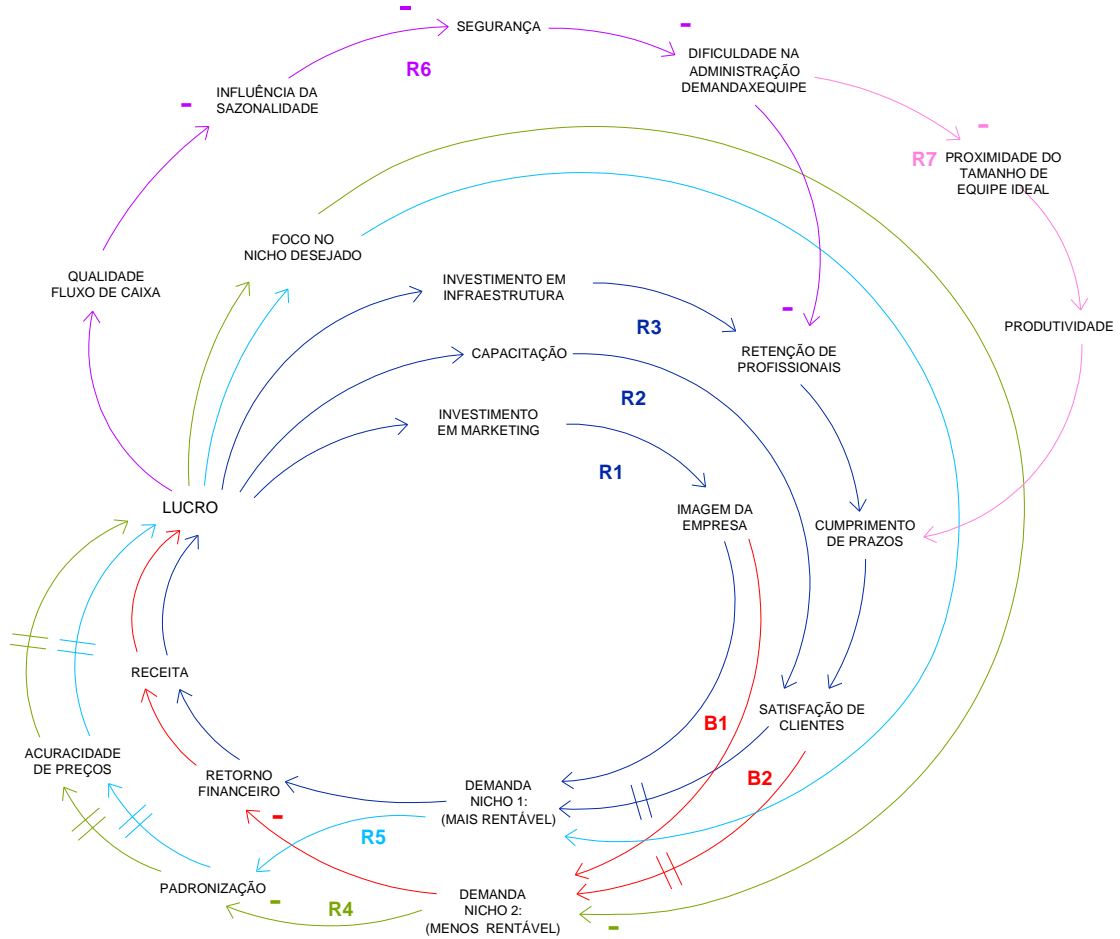 -
-
SEGURANÇA
DIFICULDADE NA
ADMINISTRAÇÃO
DEMANDAXEQUIPE
R6
-
INFLUÊNCIA DA
SAZONALIDADE
-
R7
PROXIMIDADE DO
TAMANHO DE
EQUIPE IDEAL
FOCO NO
NICHO DESEJADO
QUALIDADE
FLUXO DE CAIXA
INVESTIMENTO EM
INFRAESTRUTURA
-
R3
PRODUTIVIDADE
CAPACITAÇÃO
RETENÇÃO DE
PROFISSIONAIS
R2
INVESTIMENTO
EM MARKETING
R1
LUCRO
IMAGEM DA
EMPRESA
CUMPRIMENTO
DE PRAZOS
RECEITA
B1
SATISFAÇÃO DE
CLIENTES
ACURACIDADE
DE PREÇOS
RETORNO
FINANCEIRO
B2
DEMANDA
NICHO 1:
(MAIS RENTÁVEL)
-
R5
PADRONIZAÇÃO
-
R4
DEMANDA
NICHO 2:
(MENOS RENTÁVEL)
-